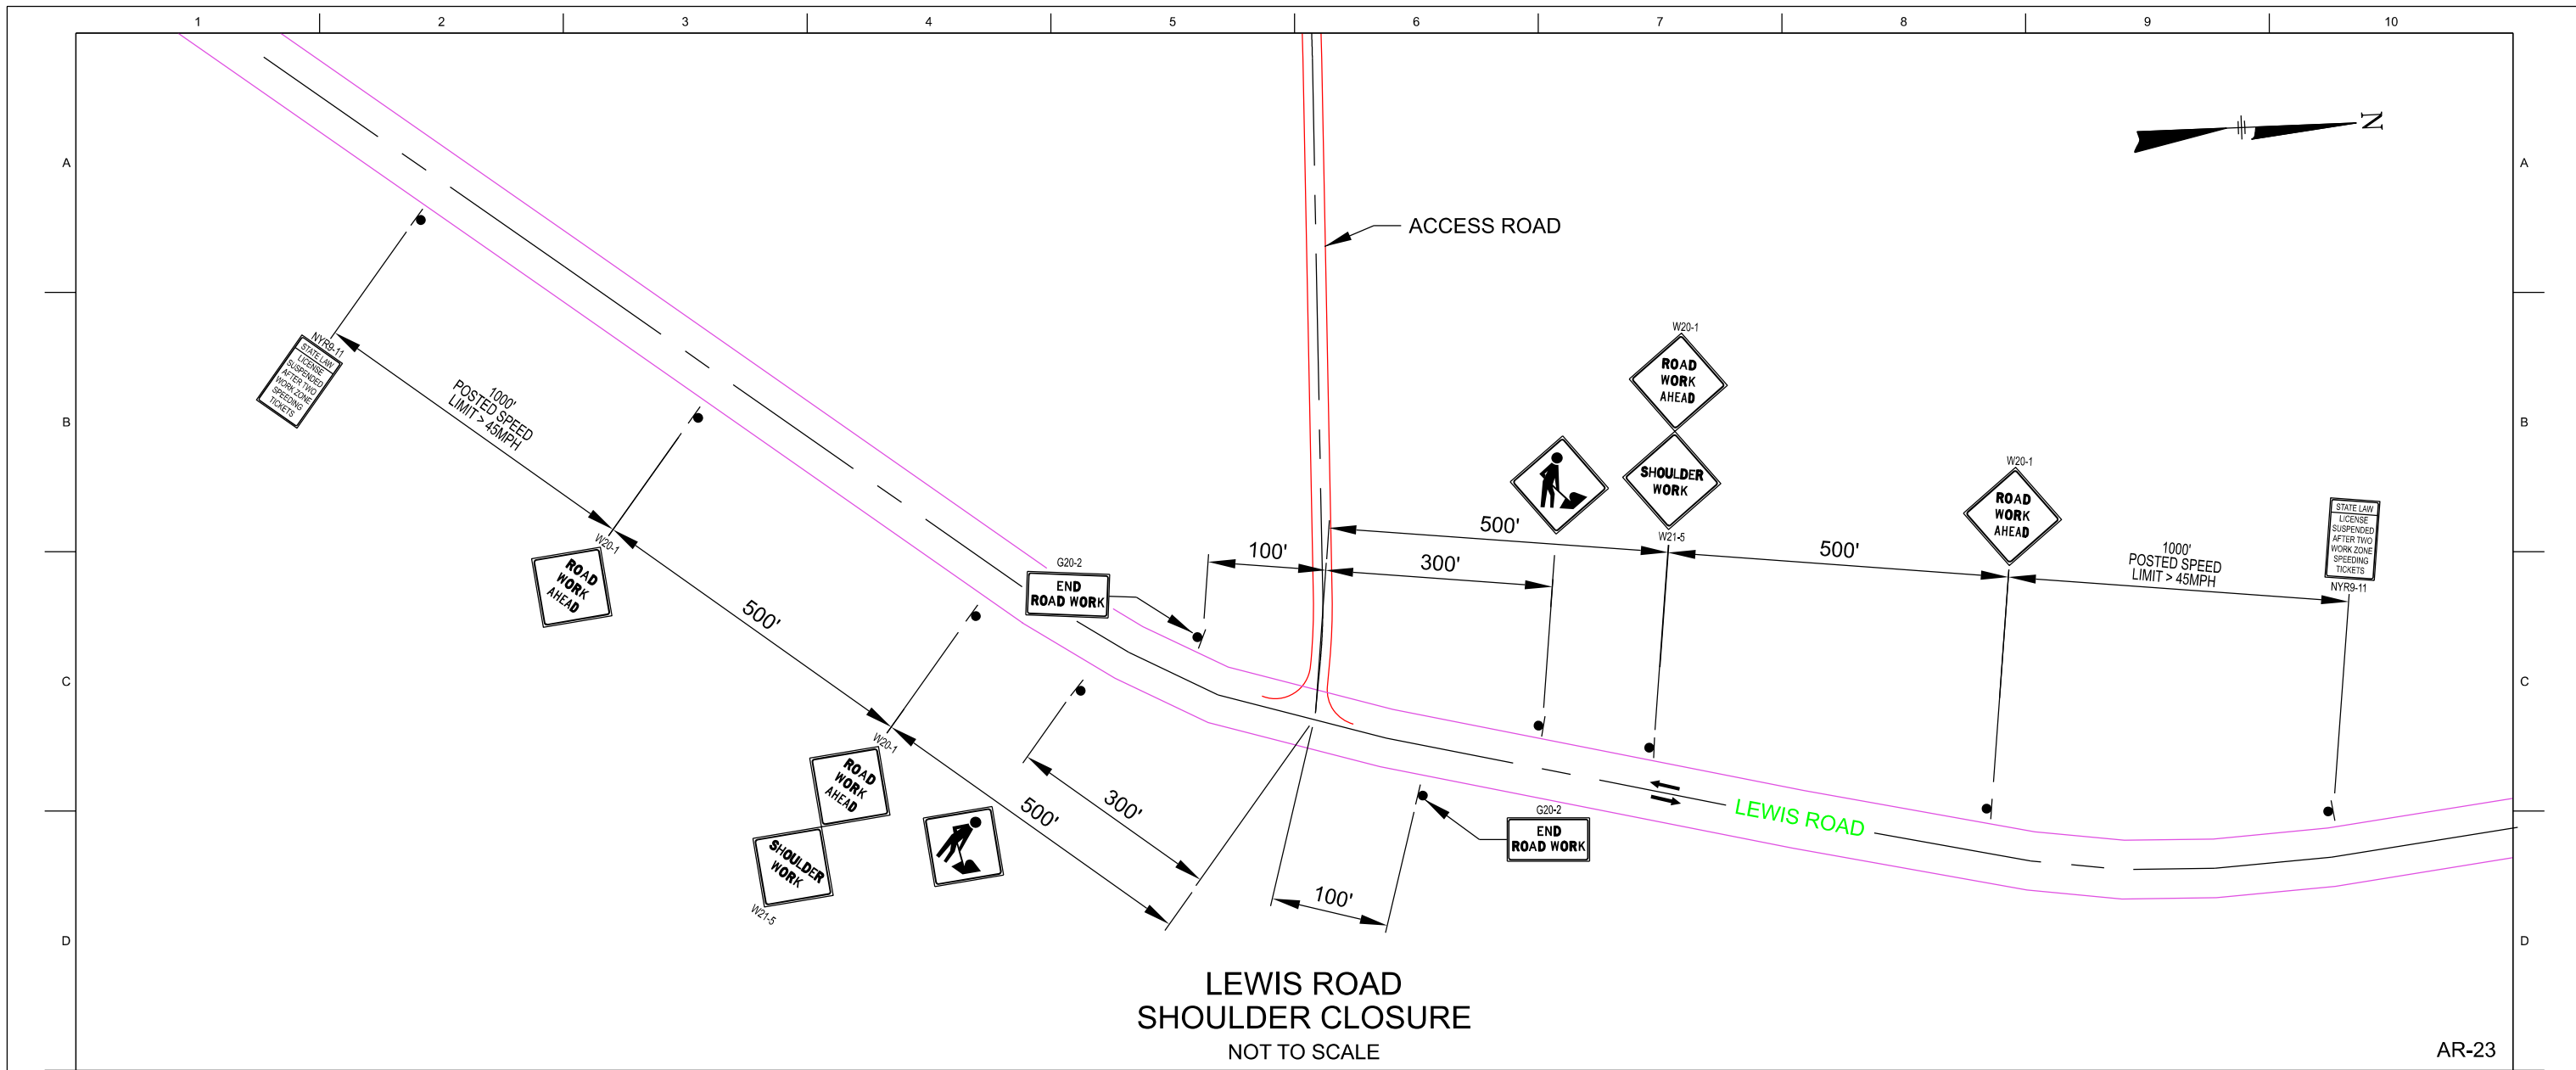 1 2 3 4 5 6 7 8 9 10
A
A
N
ACCESS ROAD
NYR9-11
STATE LAW
LICENSE
SUSPENDED
AFTER TWO
WORK ZONE
SPEEDING
TICKETS
1000'
POSTED SPEED
LIMIT > 45MPH
B
B
W20-1
ROAD
WORK
AHEAD
SHOULDER
WORK
W21-5
W20-1
ROAD
WORK
AHEAD
STATE LAW
LICENSE
SUSPENDED
AFTER TWO
WORK ZONE
SPEEDING
TICKETS
NYR9-11
500'
100'
300'
500'
1000'
POSTED SPEED
LIMIT > 45MPH
W20-1
ROAD
WORK
AHEAD
500'
G20-2
END
ROAD WORK
C
C
W20-1
ROAD
WORK
AHEAD
SHOULDER
WORK
W21-5
500'
300'
100'
G20-2
END
ROAD WORK
LEWIS ROAD
D
D
LEWIS ROAD
SHOULDER CLOSURE
NOT TO SCALE
AR-23